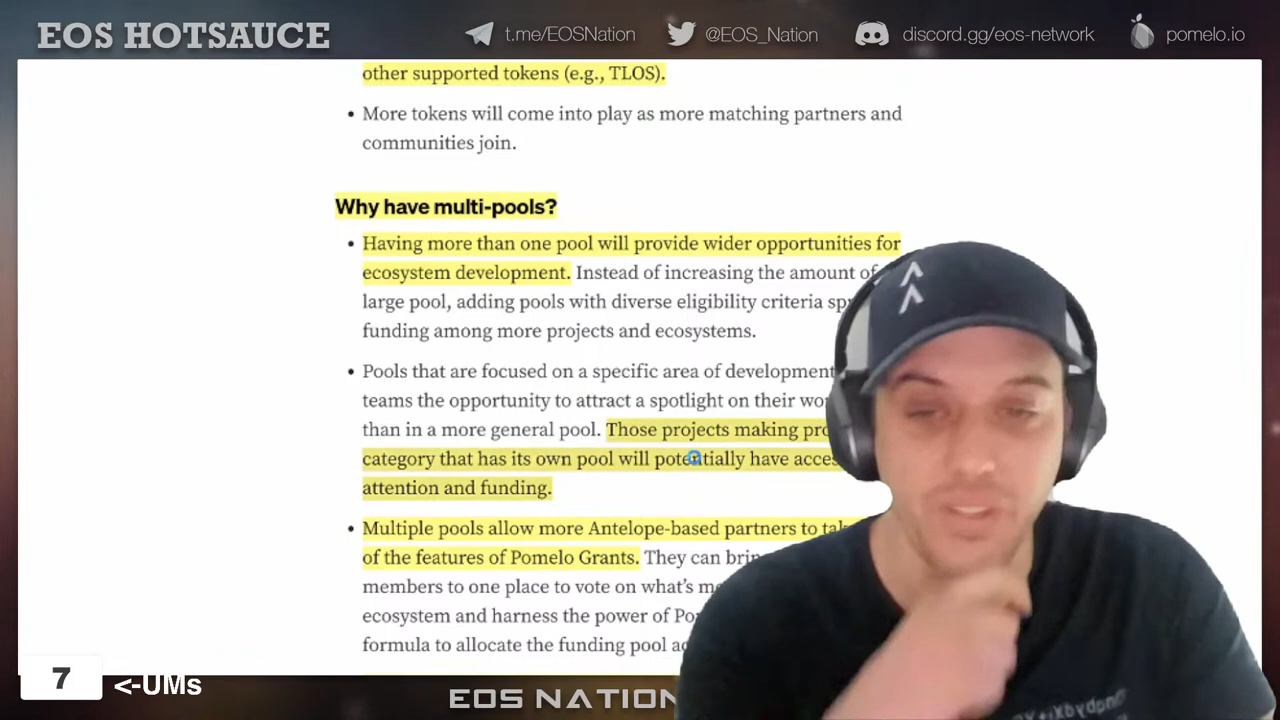 EOS HOTSAUCE
t.me/EOSNation
@EOS_Nation
discord.gg/eos-network
pomelo.io
other supported tokens (e.g., TLOS).
• More tokens will come into play as more matching partners and
communities join.
Why have multi-pools?
• Having more than one pool will provide wider opportunities for
ecosystem development. Instead of increasing the amount of
large pool, adding pools with diverse eligibility criteria
funding among more projects and ecosystems.
• Pools that are focused on a specific area of development
teams the opportunity to attract a spotlight on their
than in a more general pool. Those projects making
category that has its own pool will potentially have
attention and funding.
• Multiple pools allow more Antelope-based partners to
of the features of Pomelo Grants. They can
members to one place to vote on what's
ecosystem and harness the power of
formula to allocate the funding pool
7 <-UMs
EOS NATION